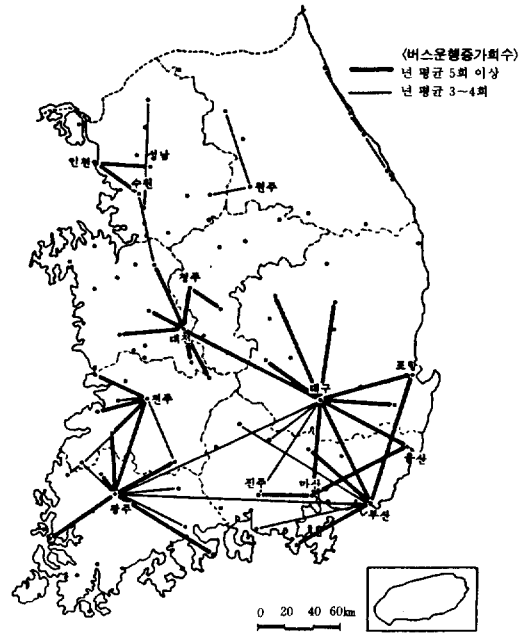 〈버스운행증가회수〉
년 평균 5회 이상
년 평균 3~4회
인천
성남
수원
원주
청주
대전
전주
대구
포항
울산
진주
마산
부산
광주
0 20 40 60km